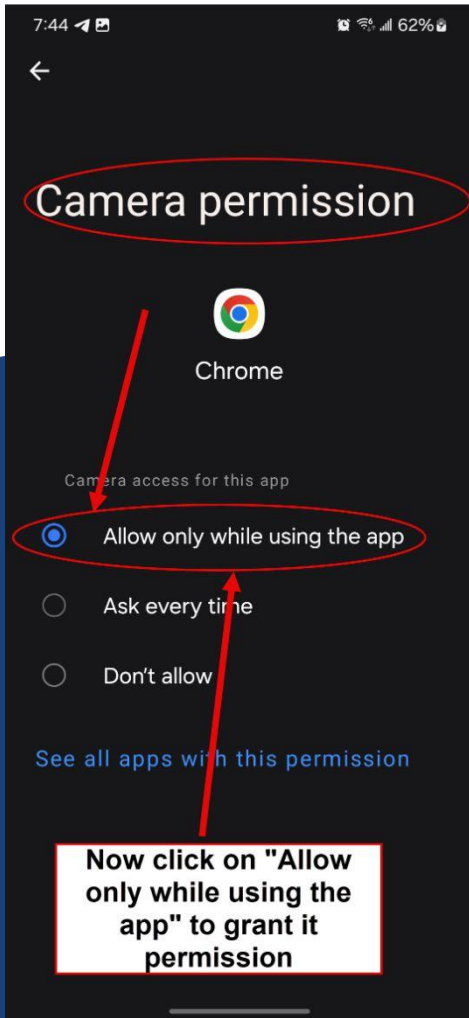 7:44 62%
Camera permission
Chrome
Camera access for this app
Allow only while using the app
Ask every time
Don't allow
See all apps with this permission
Now click on "Allow
only while using the
app" to grant it
permission